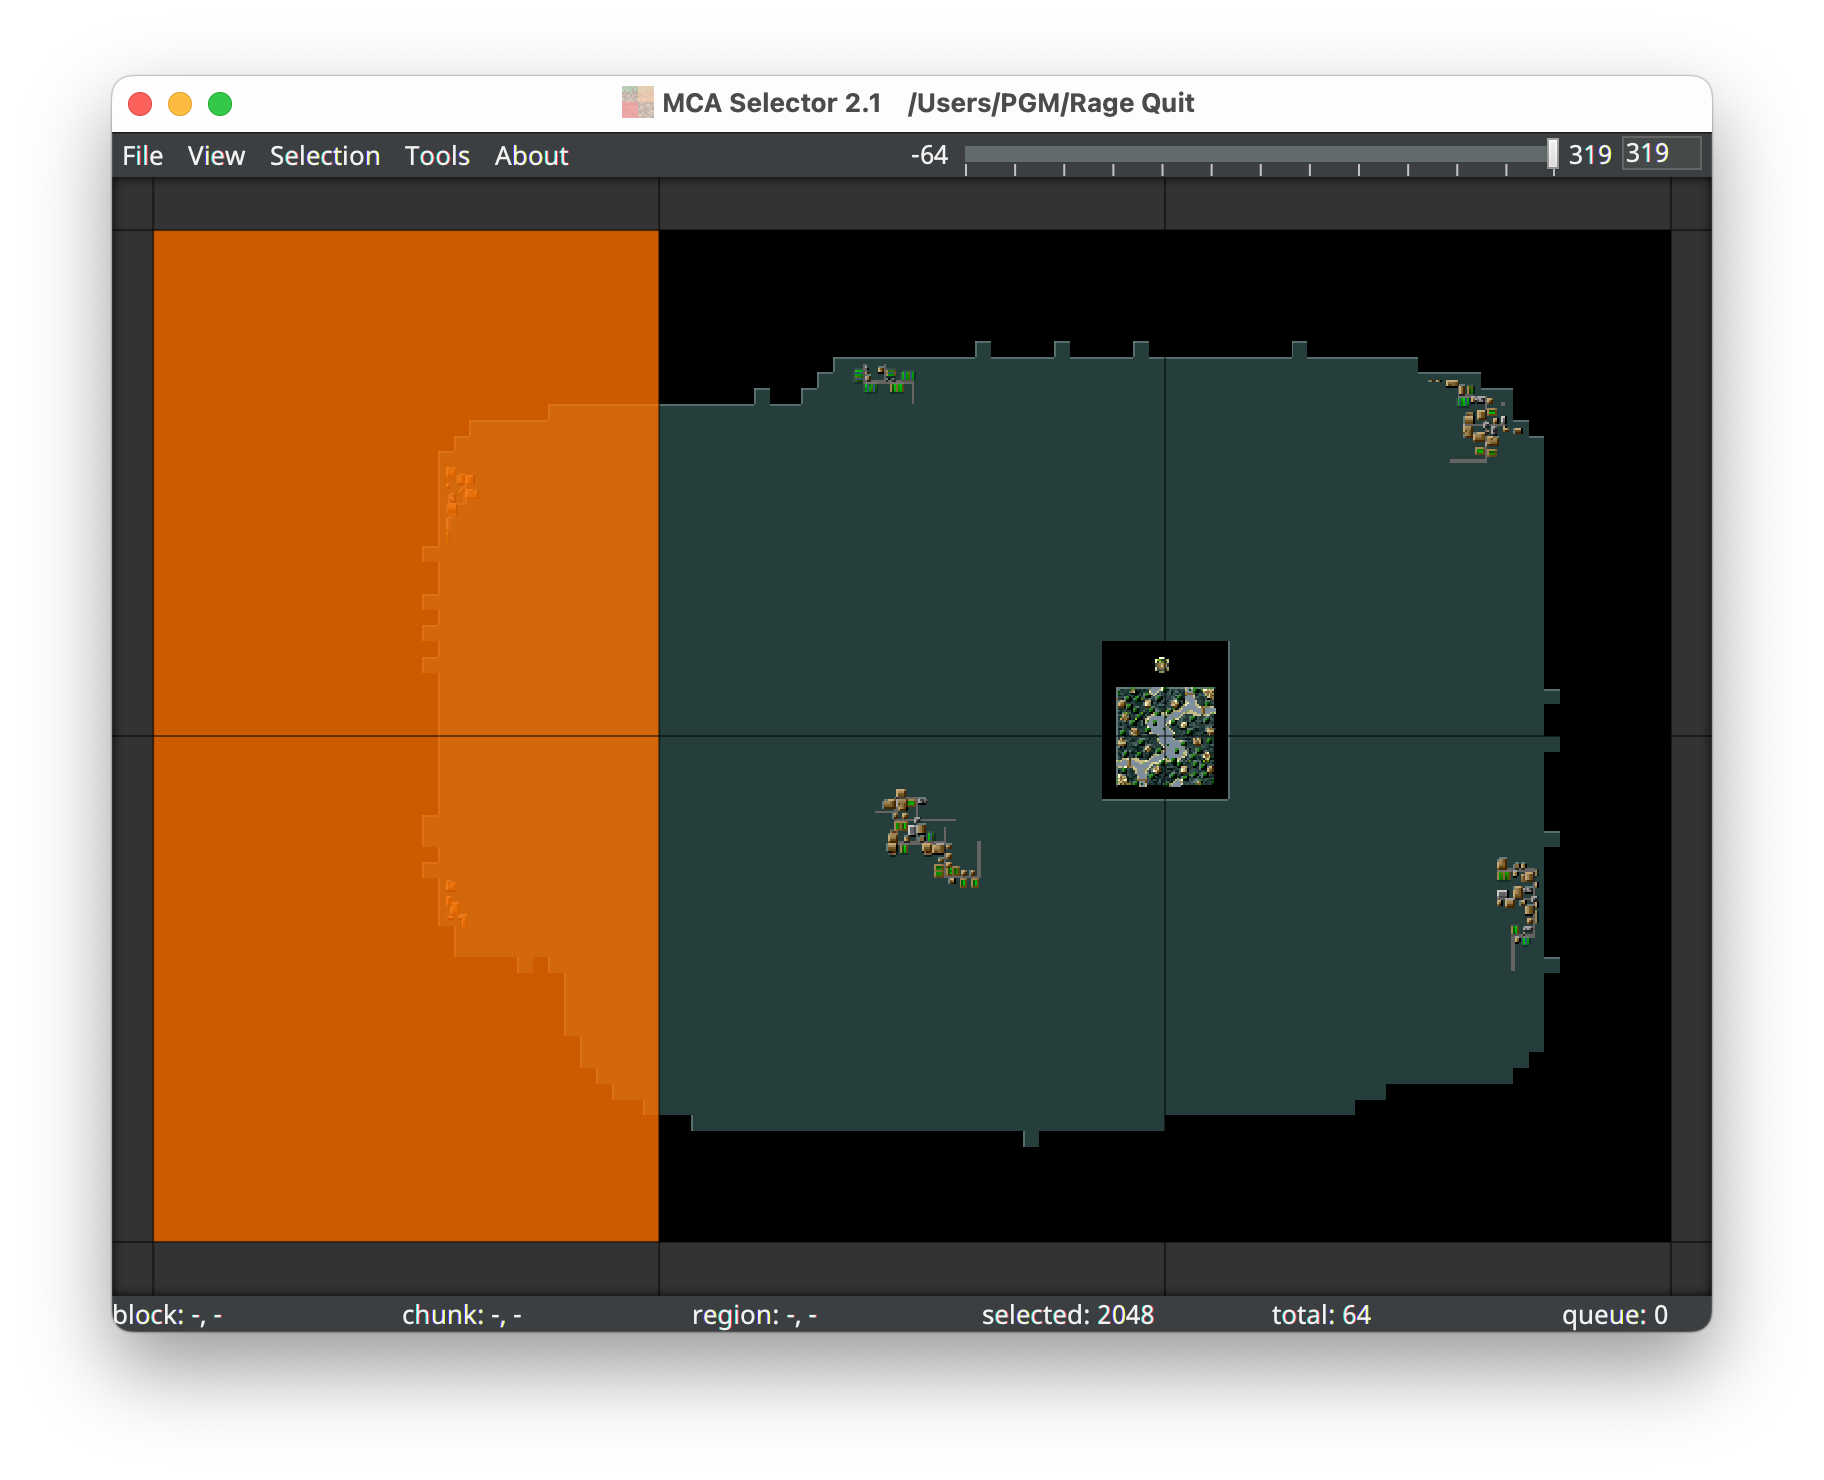 MCA Selector 2.1 /Users/PGM/Rage Quit
File View Selection Tools About -64 319 319
block: -, - chunk: -, - region: -, - selected: 2048 total: 64 queue: 0